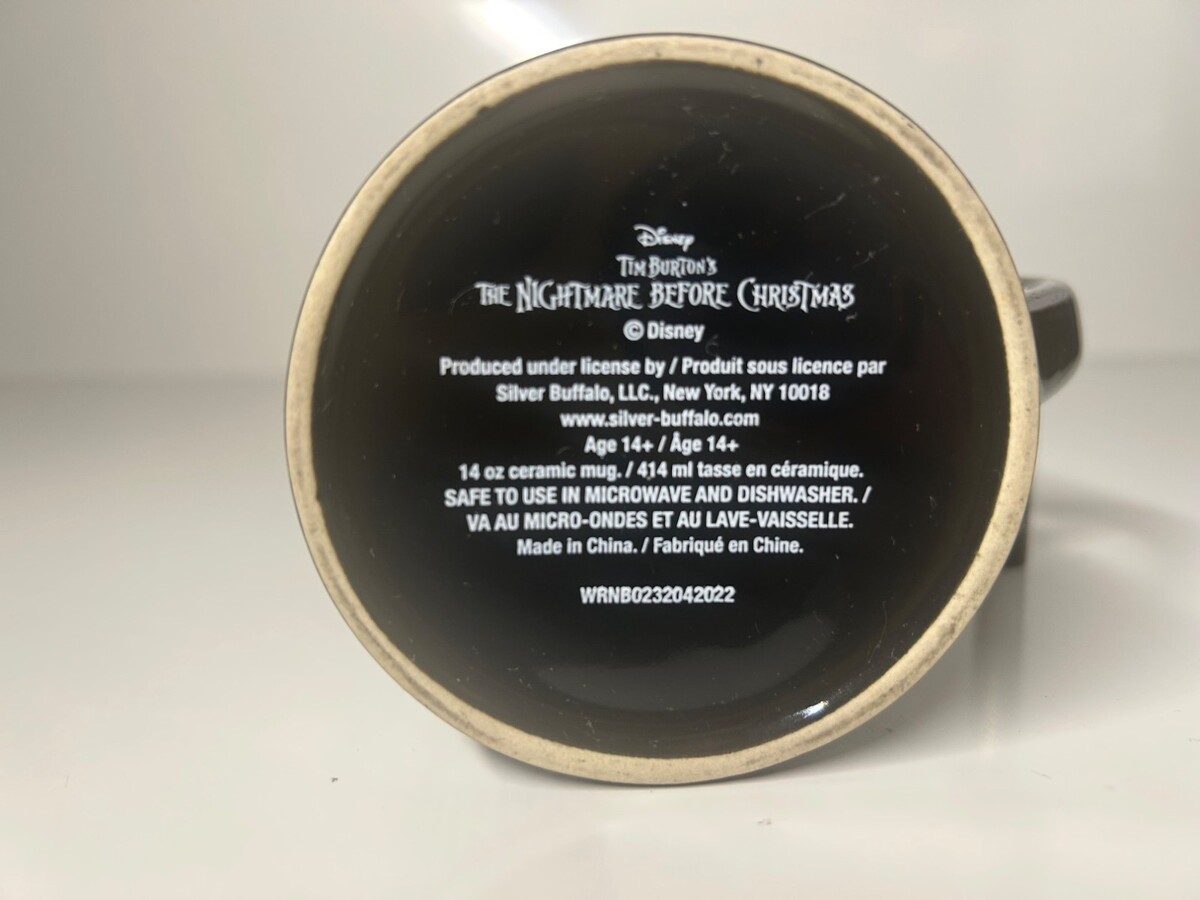 Disney
TIM BURTON'S
THE NIGHTMARE BEFORE CHRISTMAS
© Disney
Produced under license by / Produit sous licence par
Silver Buffalo, LLC., New York, NY 10018
www.silver-buffalo.com
Age 14+ / Âge 14+
14 oz ceramic mug. / 414 ml tasse en céramique.
SAFE TO USE IN MICROWAVE AND DISHWASHER. /
VA AU MICRO-ONDES ET AU LAVE-VAISSELLE.
Made in China. / Fabriqué en Chine.
WRNB0232042022